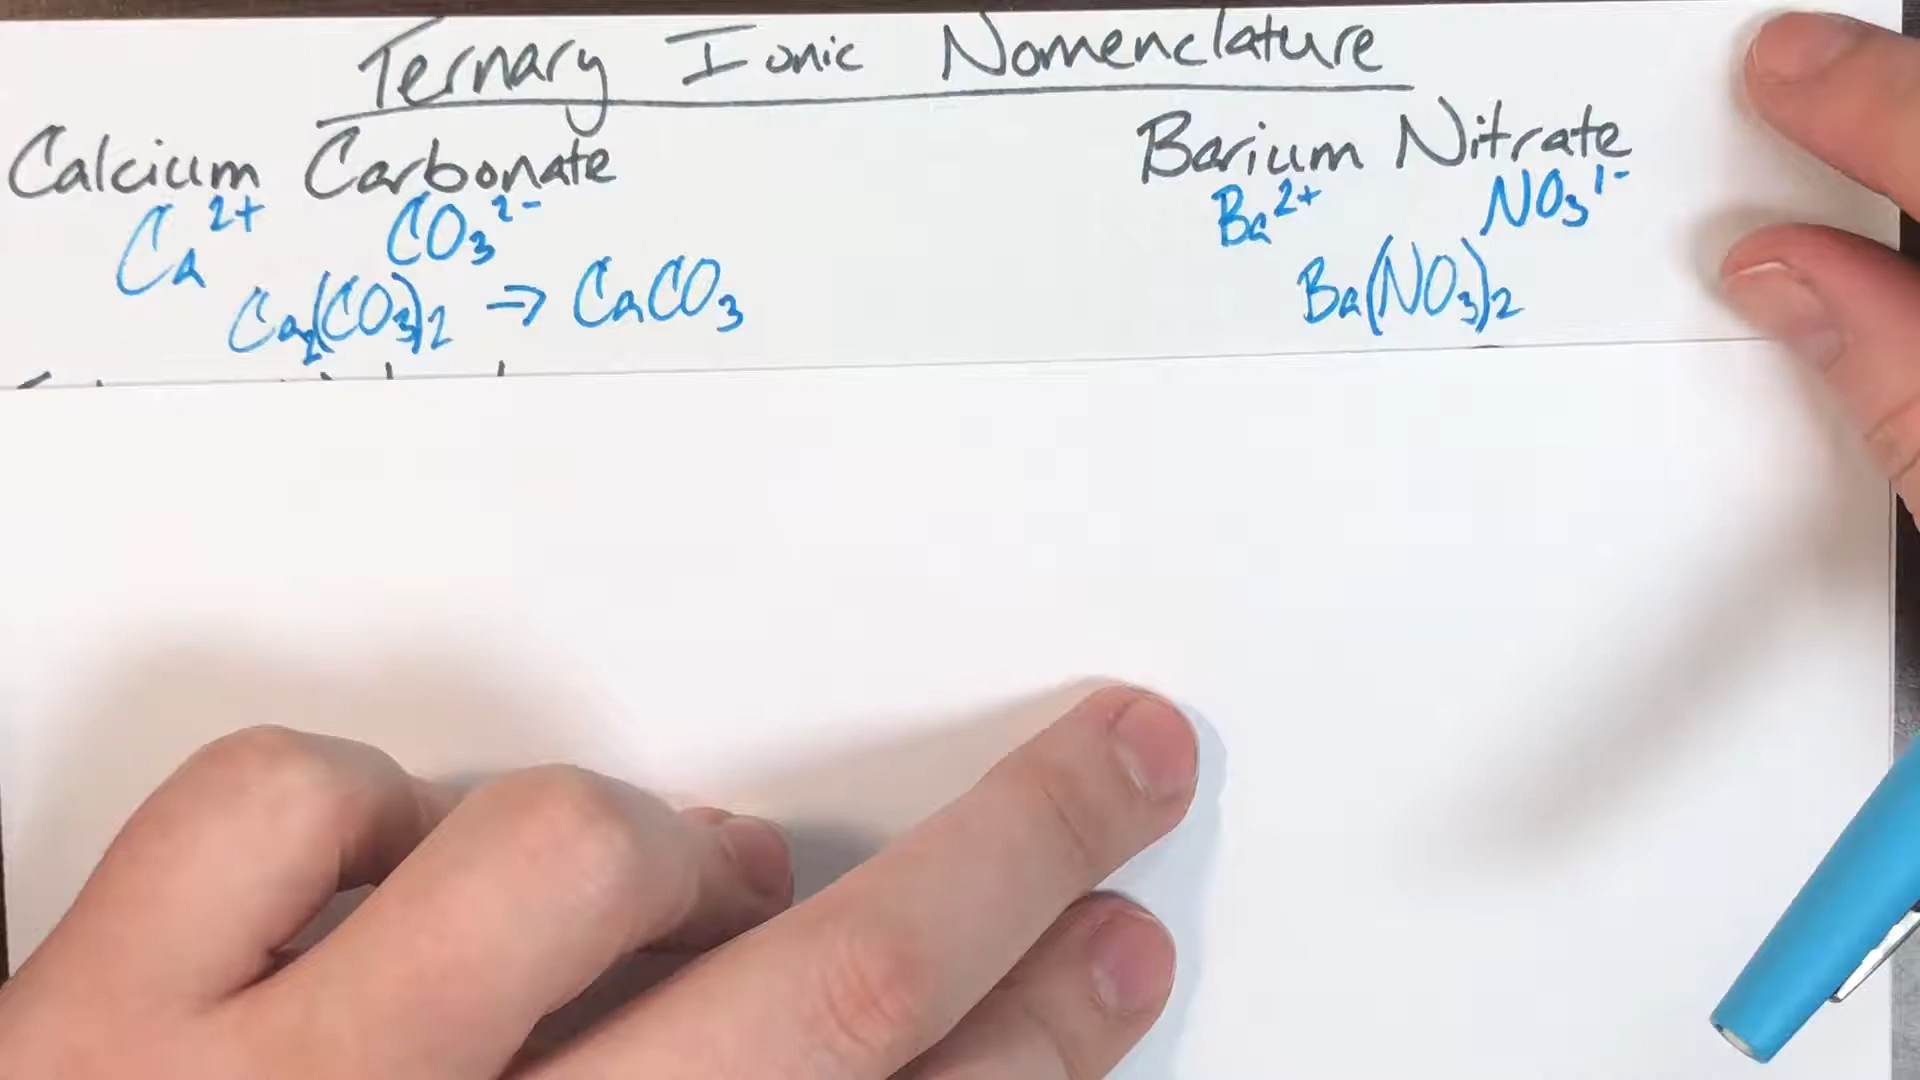 Ternary Ionic Nomenclature
Calcium Carbonate
Ca²⁺ CO₃²⁻
Ca₂(CO₃)₂ → CaCO₃
Barium Nitrate
Ba²⁺ NO₃¹⁻
Ba(NO₃)₂